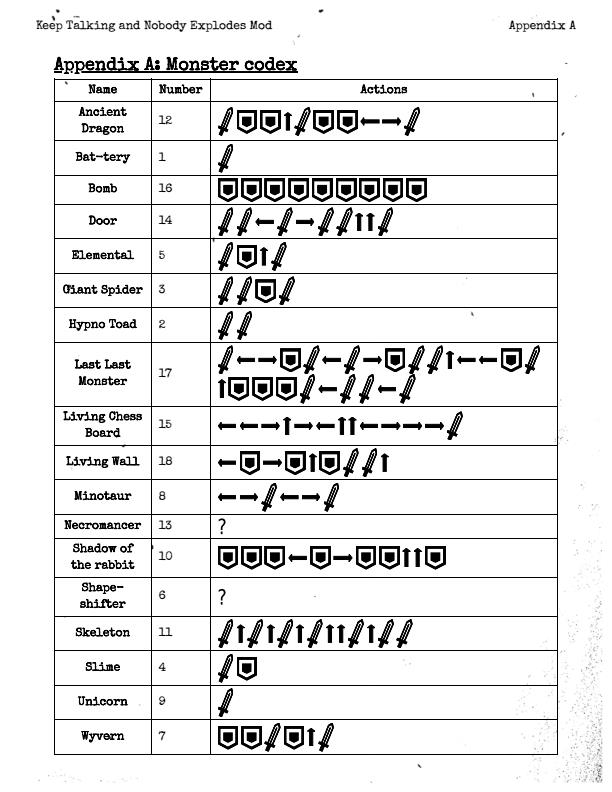 Keep Talking and Nobody Explodes Mod Appendix A
Appendix A: Monster codex
Name Number Actions
Ancient
Dragon 12
Bat-tery 1
Bomb 16
Door 14
Elemental 5
Giant Spider 3
Hypno Toad 2
Last Last
Monster 17
Living Chess
Board 15
Living Wall 18
Minotaur 8
Necromancer 13 ?
Shadow of
the rabbit 10
Shape-
shifter 6 ?
Skeleton 11
Slime 4
Unicorn 9
Wyvern 7